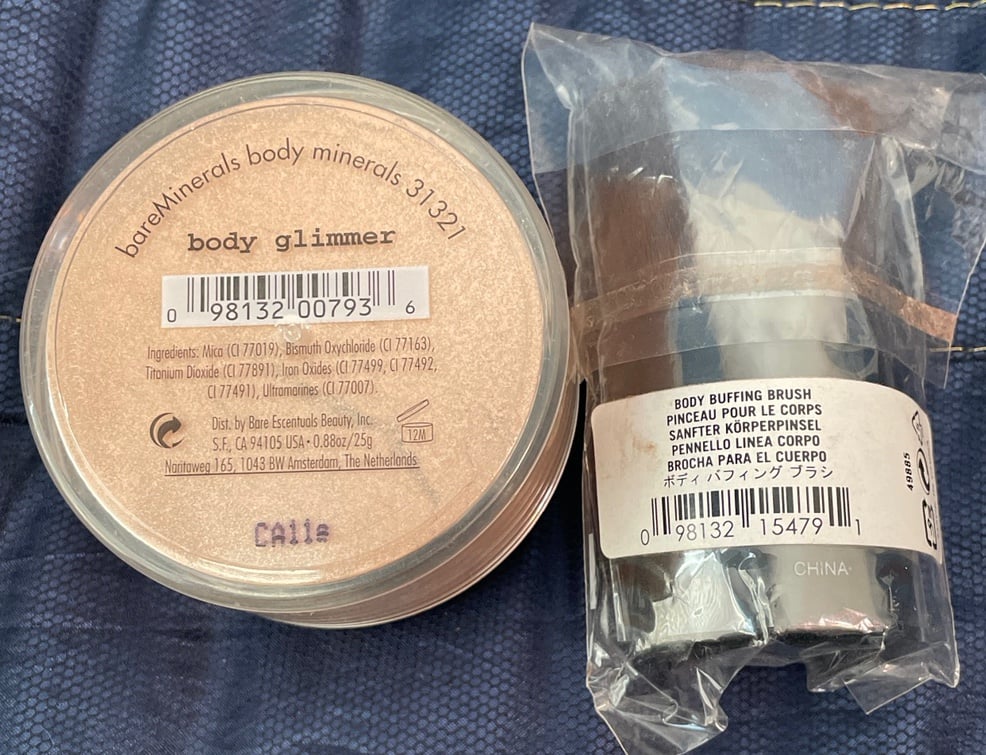 bareMinerals body minerals 31321
body glimmer
0 98132 00793 6
Ingredients: Mica (CI 77019), Bismuth Oxychloride (CI 77163),
Titanium Dioxide (CI 77891), Iron Oxides (CI 77499, CI 77492,
CI 77491), Ultramarines (CI 77007).
Dist. by Bare Escentuals Beauty, Inc.
S.F., CA 94105 USA • 0.88oz/25g
Naritaweg 165, 1043 BW Amsterdam, The Netherlands
12M
BODY BUFFING BRUSH
PINCEAU POUR LE CORPS
SANFTER KÖRPERPINSEL
PENNELLO LINEA CORPO
BROCHA PARA EL CUERPO
ボディ バフィング ブラシ
0 98132 15479 1
49885
CHINA